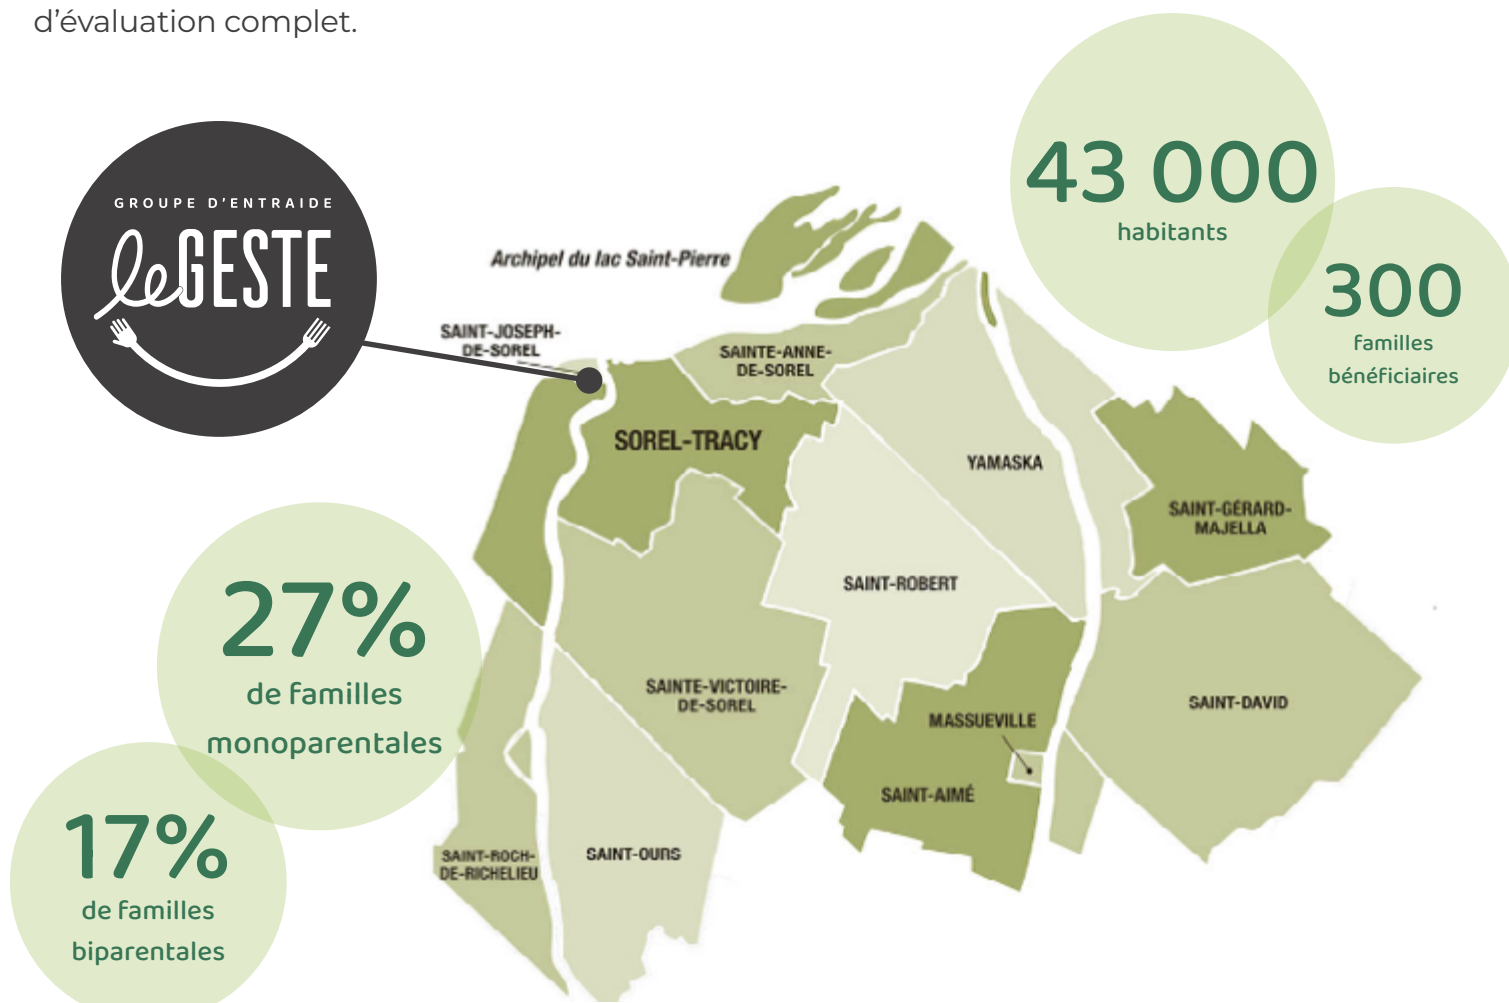 d’évaluation complet.
GROUPE D’ENTRAIDE
le GESTE
43 000
habitants
300
familles
bénéficiaires
Archipel du lac Saint-Pierre
SAINT-JOSEPH-
DE-SOREL
SAINTE-ANNE-
DE-SOREL
SOREL-TRACY
YAMASKA
SAINT-GÉRARD-
MAJELLA
SAINT-ROBERT
27%
de familles
monoparentales
SAINTE-VICTOIRE-
DE-SOREL
SAINT-DAVID
MASSUEVILLE
SAINT-AIMÉ
17%
de familles
biparentales
SAINT-ROCH-
DE-RICHELIEU
SAINT-OURS